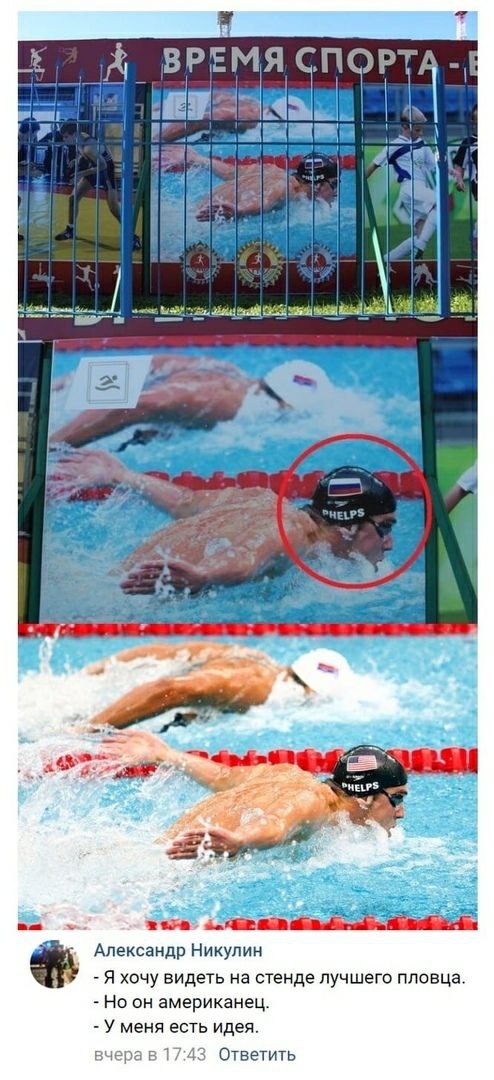 ВРЕМЯ СПОРТА -
PHELPS
PHELPS
PHELPS
Александр Никулин
- Я хочу видеть на стенде лучшего пловца.
- Но он американец.
- У меня есть идея.
вчера в 17:43 Ответить